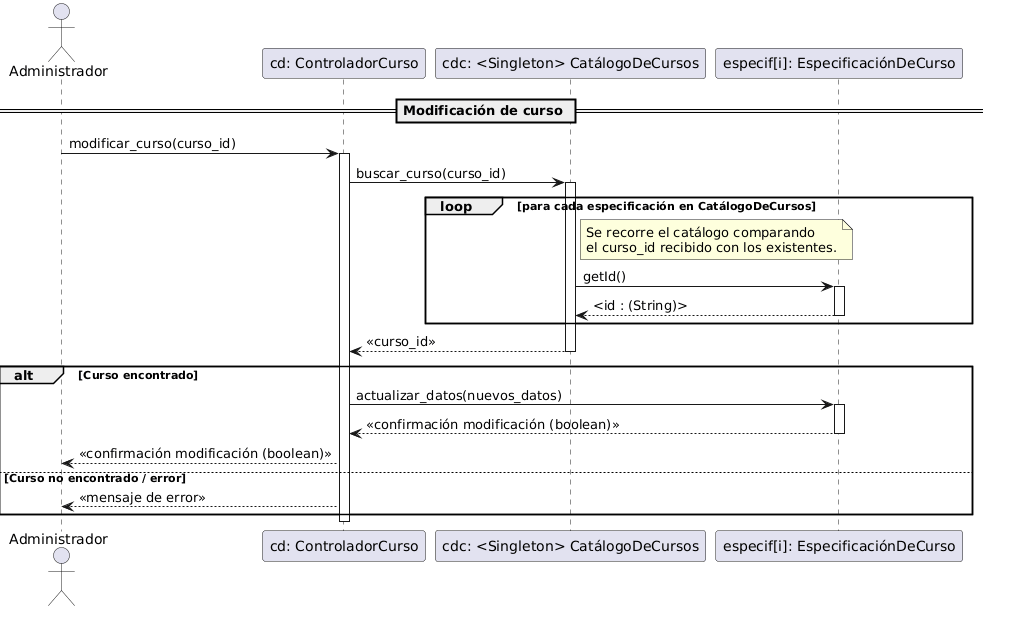 Administrador
cd: ControladorCurso
cdc: <Singleton> CatálogoDeCursos
especif[i]: EspecificaciónDeCurso
Modificación de curso
modificar_curso(curso_id)
buscar_curso(curso_id)
loop
[para cada especificación en CatálogoDeCursos]
Se recorre el catálogo comparando
el curso_id recibido con los existentes.
getId()
<id : (String)>
«curso_id»
alt
[Curso encontrado]
actualizar_datos(nuevos_datos)
«confirmación modificación (boolean)»
«confirmación modificación (boolean)»
[Curso no encontrado / error]
«mensaje de error»
Administrador
cd: ControladorCurso
cdc: <Singleton> CatálogoDeCursos
especif[i]: EspecificaciónDeCurso